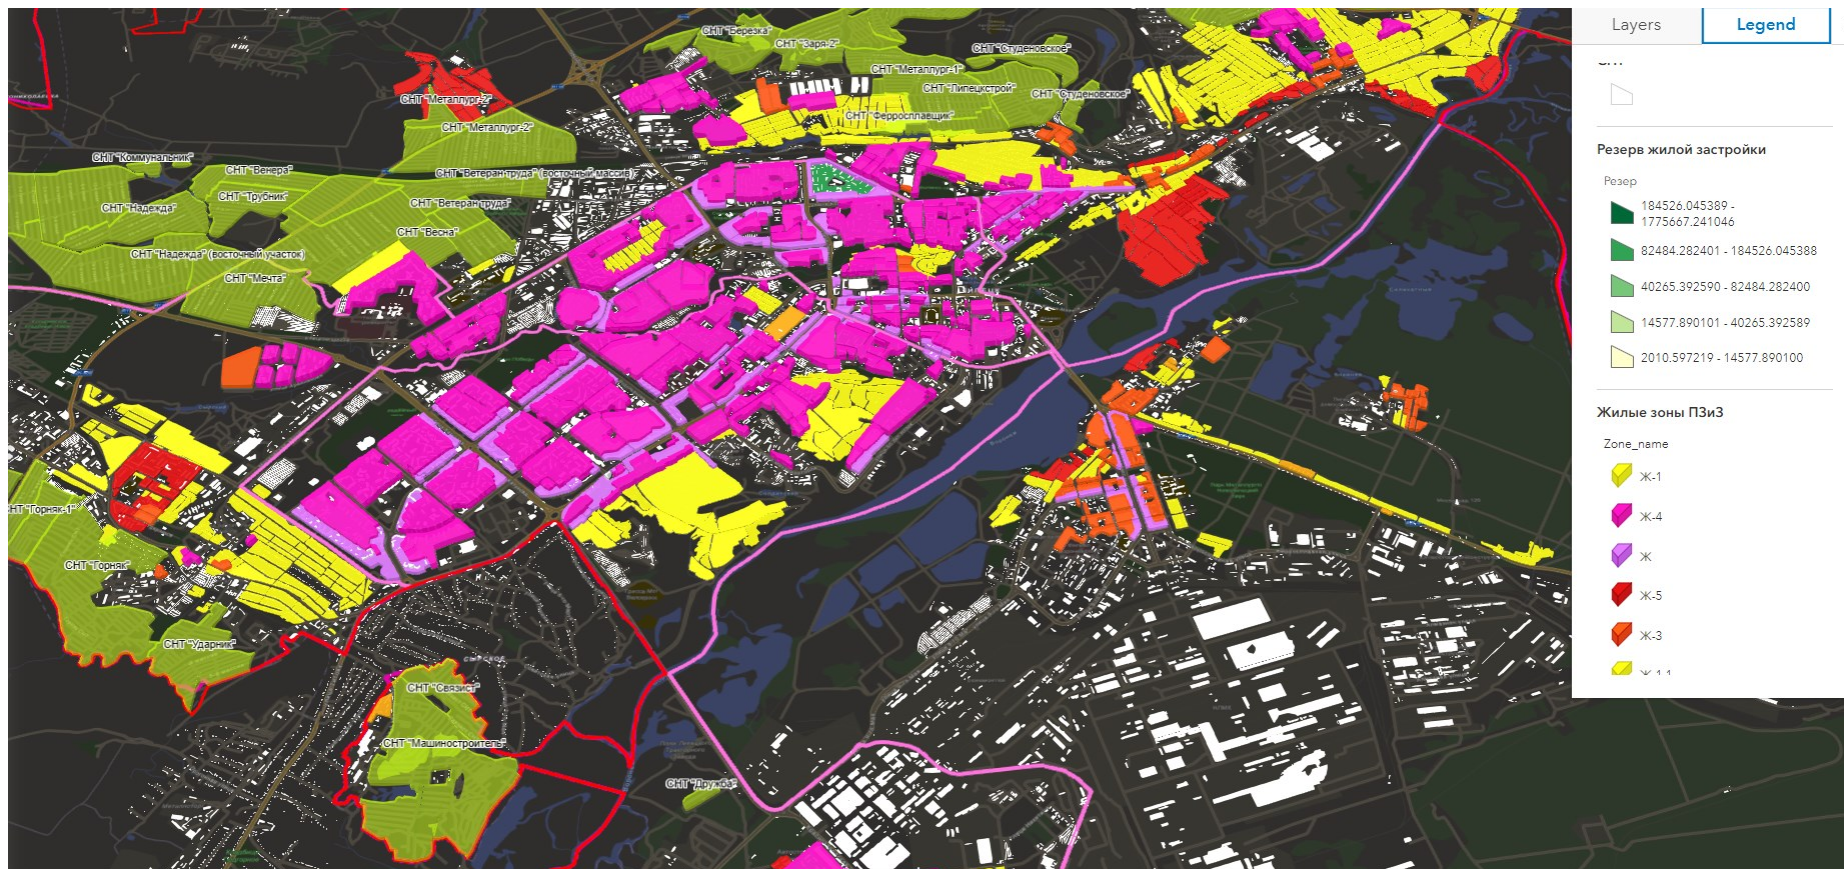 Layers
Legend
Резерв жилой застройки
Резерв
184526.045389 -
1775667.241046
82484.282401 - 184526.045388
40265.392590 - 82484.282400
14577.890101 - 40265.392589
2010.597219 - 14577.890100
Жилые зоны ПЗиЗ
Zone_name
Ж-1
Ж-4
Ж
Ж-5
Ж-3
СНТ "Березка"
СНТ "Заря-2"
СНТ "Студеновское"
СНТ "Металлург-1"
СНТ "Липецкстрой"
СНТ "Студеновское"
СНТ "Металлург-2"
СНТ "Ферросплавщик"
СНТ "Металлург-2"
СНТ "Коммунальник"
СНТ "Венера"
СНТ "Ветеран труда" (восточный массив)
СНТ "Трубник"
СНТ "Надежда"
СНТ "Ветеран труда"
СНТ "Весна"
СНТ "Надежда" (восточный участок)
СНТ "Мечта"
СНТ "Горняк-1"
СНТ "Горняк"
СНТ "Ударник"
СНТ "Связист"
СНТ "Машиностроитель"
СНТ "Дружба"